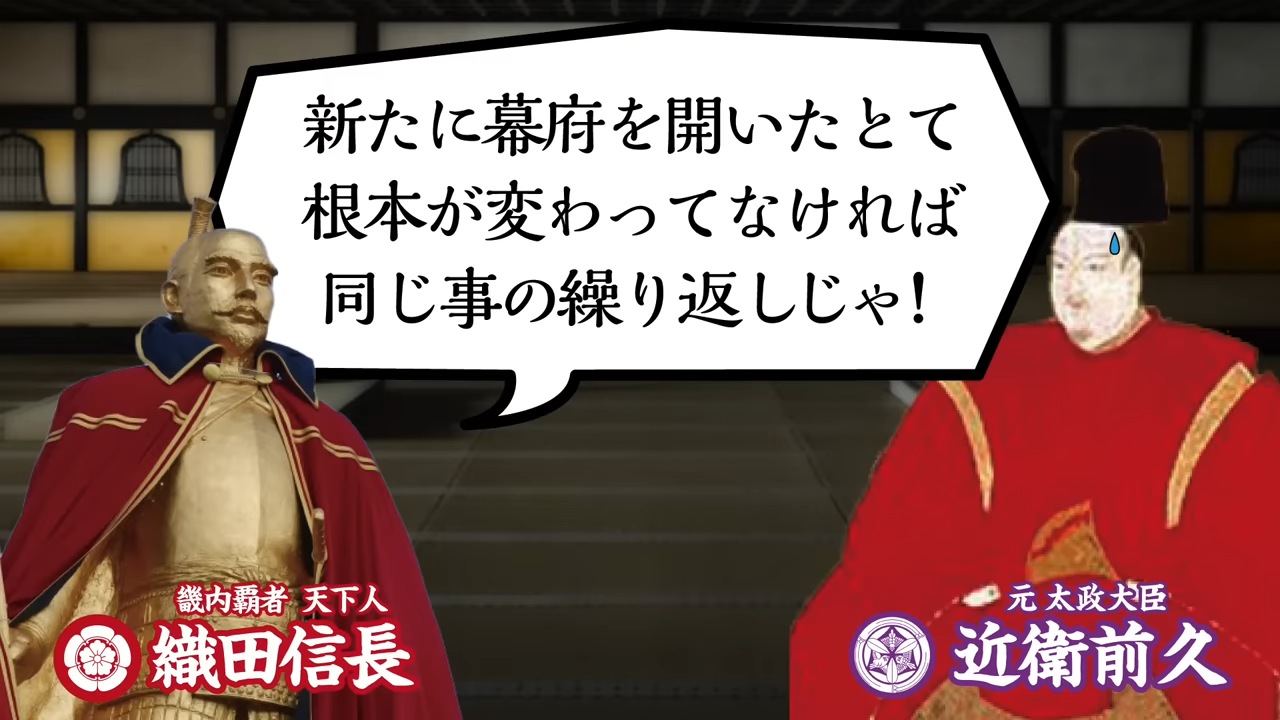 新たに幕府を開いたとて
根本が変わってなければ
同じ事の繰り返しじゃ!
畿内覇者 天下人
織田信長
元 太政大臣
近衛前久